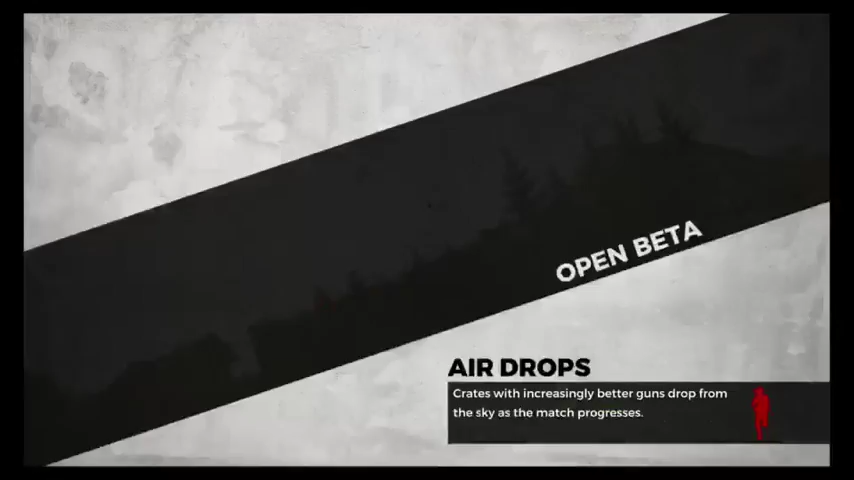 OPEN BETA
AIR DROPS
Crates with increasingly better guns drop from
the sky as the match progresses.